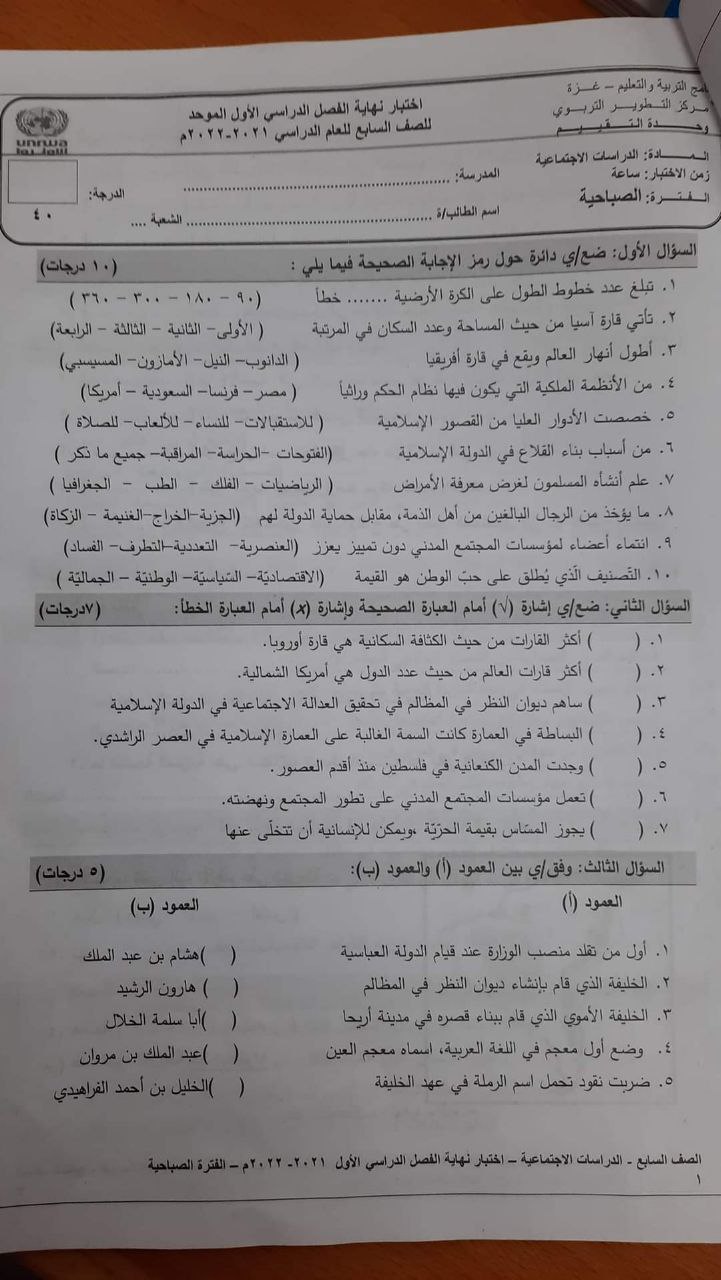 برنامج التربية والتعليم – غزة
مركز التطوير التربوي
وحدة التقييم
اختبار نهاية الفصل الدراسي الأول الموحد
للصف السابع للعام الدراسي ٢٠٢١-٢٠٢٢م
unrwa
الأونروا
المادة: الدراسات الاجتماعية
زمن الاختبار: ساعة
الفترة: الصباحية
المدرسة: ......................................................
اسم الطالب/ة ................................................ الشعبة ....
الدرجة:
٤٠
السؤال الأول: ضع/ي دائرة حول رمز الإجابة الصحيحة فيما يلي : (١٠ درجات)
١. تبلغ عدد خطوط الطول على الكرة الأرضية ....... خطأ (٩٠ – ١٨٠ – ٣٠٠ – ٣٦٠ )
٢. تأتي قارة آسيا من حيث المساحة وعدد السكان في المرتبة ( الأولى– الثانية – الثالثة – الرابعة)
٣. أطول أنهار العالم ويقع في قارة أفريقيا ( الدانوب– النيل– الأمازون– المسيسبي)
٤. من الأنظمة الملكية التي يكون فيها نظام الحكم وراثياً ( مصر– فرنسا– السعودية – أمريكا)
٥. خصصت الأدوار العليا من القصور الإسلامية ( للاستقبالات– للنساء– للألعاب– للصلاة )
٦. من أسباب بناء القلاع في الدولة الإسلامية (الفتوحات –الحراسة– المراقبة– جميع ما ذكر )
٧. علم أنشأه المسلمون لغرض معرفة الأمراض ( الرياضيات – الفلك – الطب – الجغرافيا )
٨. ما يؤخذ من الرجال البالغين من أهل الذمة، مقابل حماية الدولة لهم (الجزية–الخراج–الغنيمة – الزكاة)
٩. انتماء أعضاء لمؤسسات المجتمع المدني دون تمييز يعزز (العنصرية– التعددية–التطرف– الفساد)
١٠. التّصنيف الّذي يُطلق على حبّ الوطن هو القيمة (الاقتصاديّة– السّياسيّة– الوطنيّة – الجماليّة )
السؤال الثاني: ضع/ي إشارة (√) أمام العبارة الصحيحة وإشارة (x) أمام العبارة الخطأ: (٧درجات)
١. ( ) أكثر القارات من حيث الكثافة السكانية هي قارة أوروبا.
٢. ( ) أكثر قارات العالم من حيث عدد الدول هي أمريكا الشمالية.
٣. ( ) ساهم ديوان النظر في المظالم في تحقيق العدالة الاجتماعية في الدولة الإسلامية
٤. ( ) البساطة في العمارة كانت السمة الغالبة على العمارة الإسلامية في العصر الراشدي.
٥. ( ) وجدت المدن الكنعانية في فلسطين منذ أقدم العصور.
٦. ( ) تعمل مؤسسات المجتمع المدني على تطور المجتمع ونهضته.
٧. ( ) يجوز المسّاس بقيمة الحرّيّة ،ويمكن للإنسانية أن تتخلّى عنها
السؤال الثالث: وفق/ي بين العمود (أ) والعمود (ب): (٥ درجات)
العمود (أ) العمود (ب)
١. أول من تقلد منصب الوزارة عند قيام الدولة العباسية ( )هشام بن عبد الملك
٢. الخليفة الذي قام بإنشاء ديوان النظر في المظالم ( ) هارون الرشيد
٣. الخليفة الأموي الذي قام ببناء قصره في مدينة أريحا ( )أبا سلمة الخلال
٤. وضع أول معجم في اللغة العربية، اسماه معجم العين ( )عبد الملك بن مروان
٥. ضربت نقود تحمل اسم الرملة في عهد الخليفة ( )الخليل بن أحمد الفراهيدي
الصف السابع - الدراسات الاجتماعية – اختبار نهاية الفصل الدراسي الأول ٢٠٢١- ٢٠٢٢م – الفترة الصباحية
١